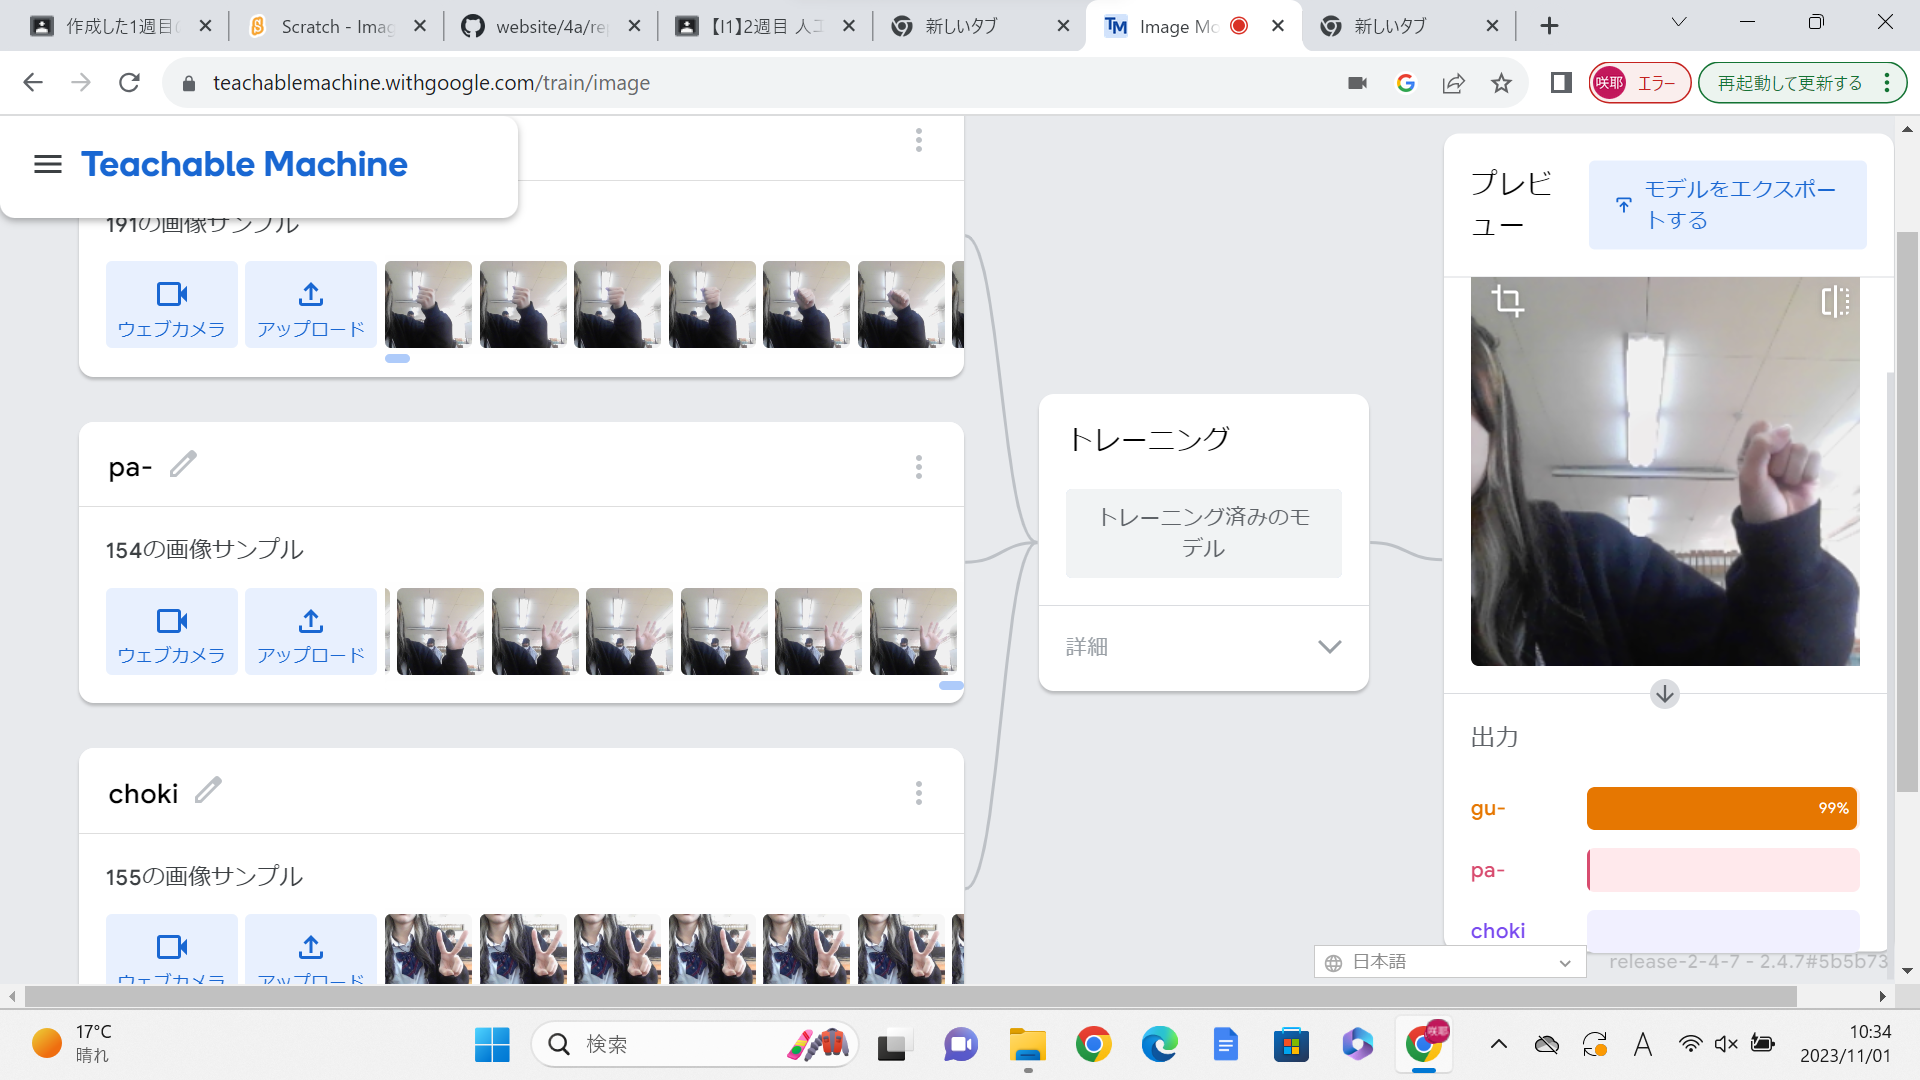 作成した1週目
Scratch - Imag
website/4a/re
【I1】2週目 人工
新しいタブ
Image Mo
新しいタブ
teachablemachine.withgoogle.com/train/image
咲耶 エラー
再起動して更新する
Teachable Machine
191の画像サンプル
ウェブカメラ
アップロード
pa-
154の画像サンプル
ウェブカメラ
アップロード
choki
155の画像サンプル
ウェブカメラ
アップロード
トレーニング
トレーニング済みのモ
デル
詳細
プレビ
ュー
モデルをエクスポー
トする
出力
gu-
99%
pa-
choki
日本語
release-2-4-7 - 2.4.7#5b5b73
17°C
晴れ
検索
咲耶
A
10:34
2023/11/01